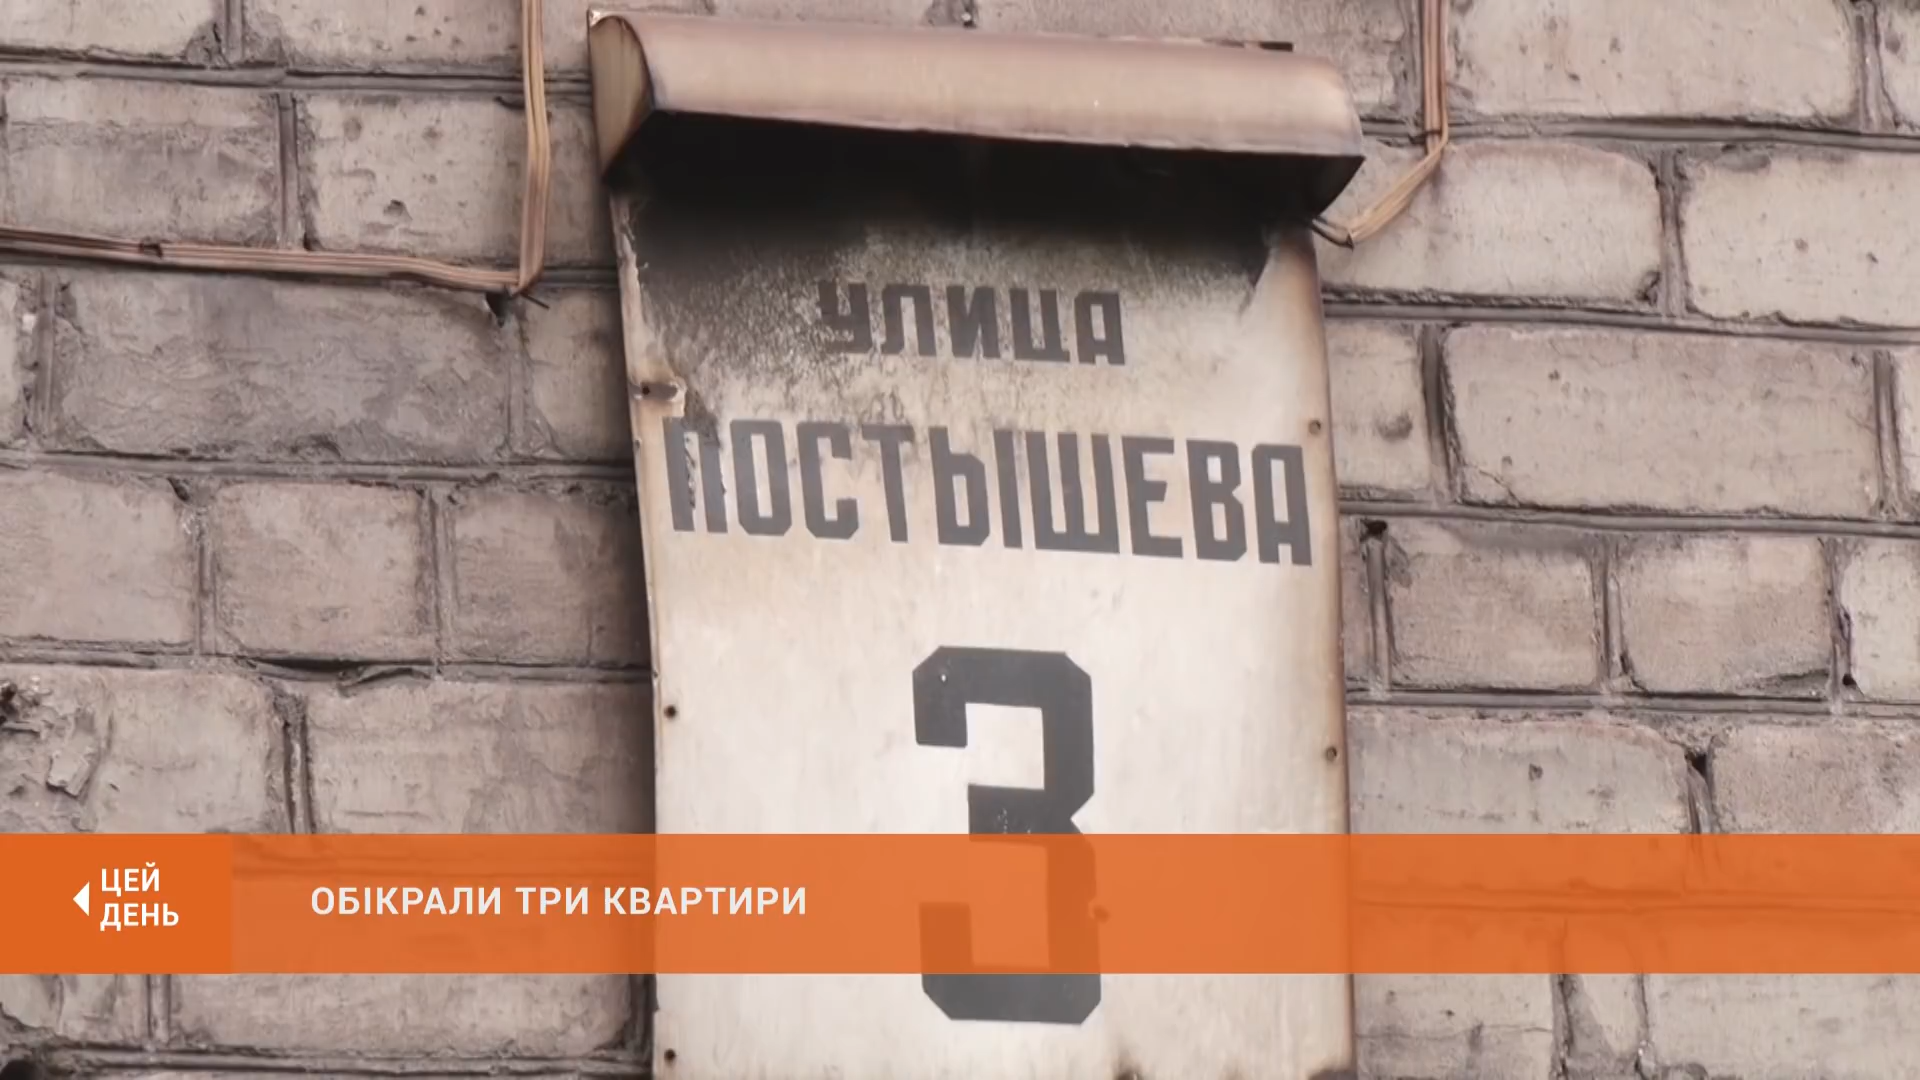 УЛИЦА
ПОСТЫШЕВА
3
ЦЕЙ
ДЕНЬ
ОБІКРАЛИ ТРИ КВАРТИРИ